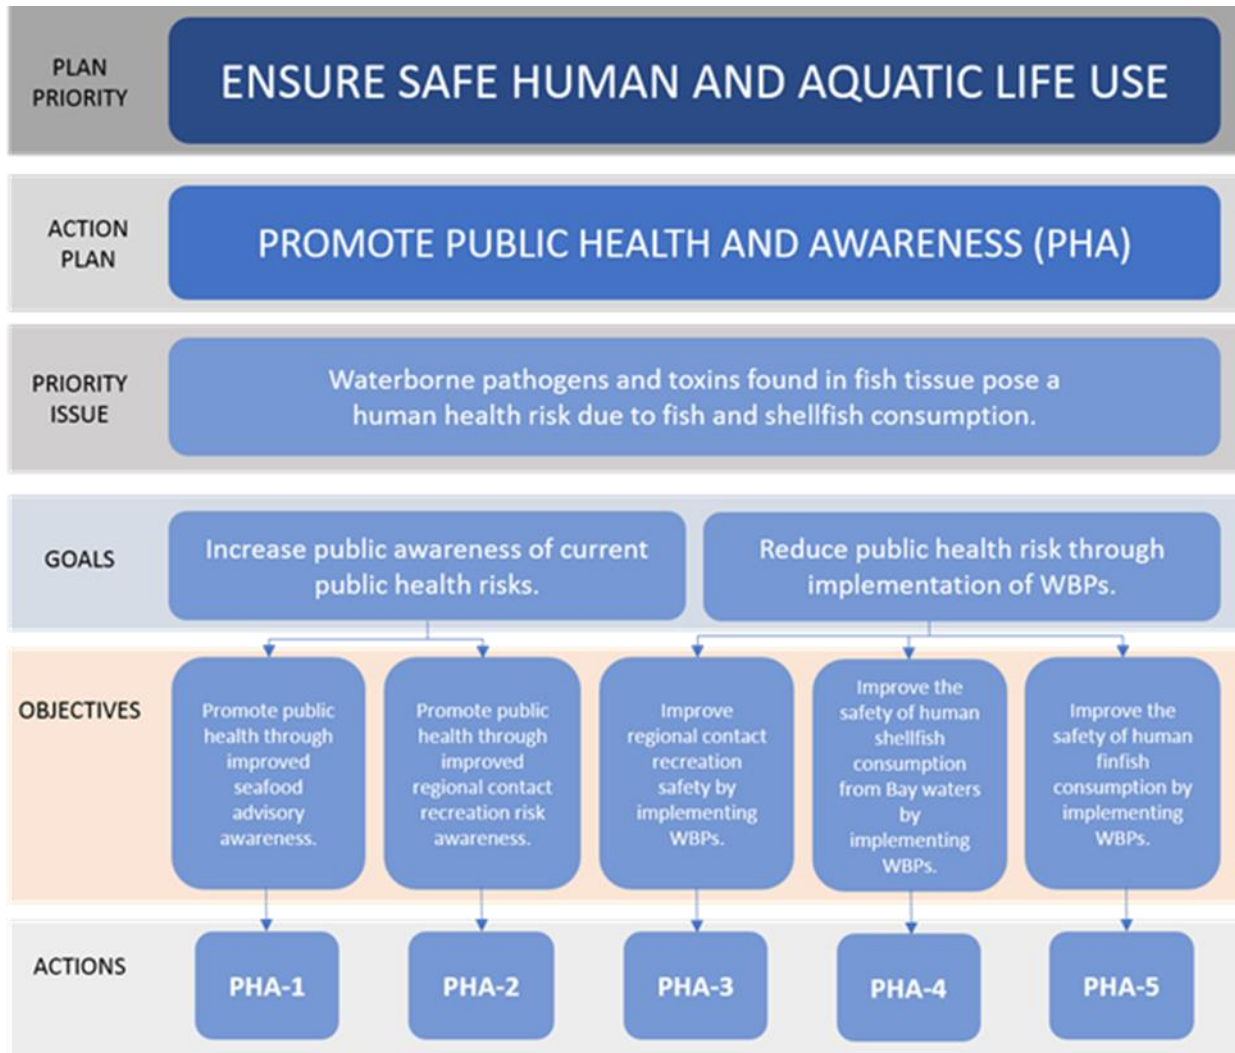 PLAN
PRIORITY
ENSURE SAFE HUMAN AND AQUATIC LIFE USE
ACTION
PLAN
PROMOTE PUBLIC HEALTH AND AWARENESS (PHA)
PRIORITY
ISSUE
Waterborne pathogens and toxins found in fish tissue pose a
human health risk due to fish and shellfish consumption.
GOALS
Increase public awareness of current
public health risks.
Reduce public health risk through
implementation of WBPs.
OBJECTIVES
Promote public
health through
improved
seafood
advisory
awareness.
Promote public
health through
improved
regional contact
recreation risk
awareness.
Improve
regional contact
recreation
safety by
implementing
WBPs.
Improve the
safety of human
shellfish
consumption
from Bay waters
by
implementing
WBPs.
Improve the
safety of human
finfish
consumption by
implementing
WBPs.
ACTIONS
PHA-1
PHA-2
PHA-3
PHA-4
PHA-5